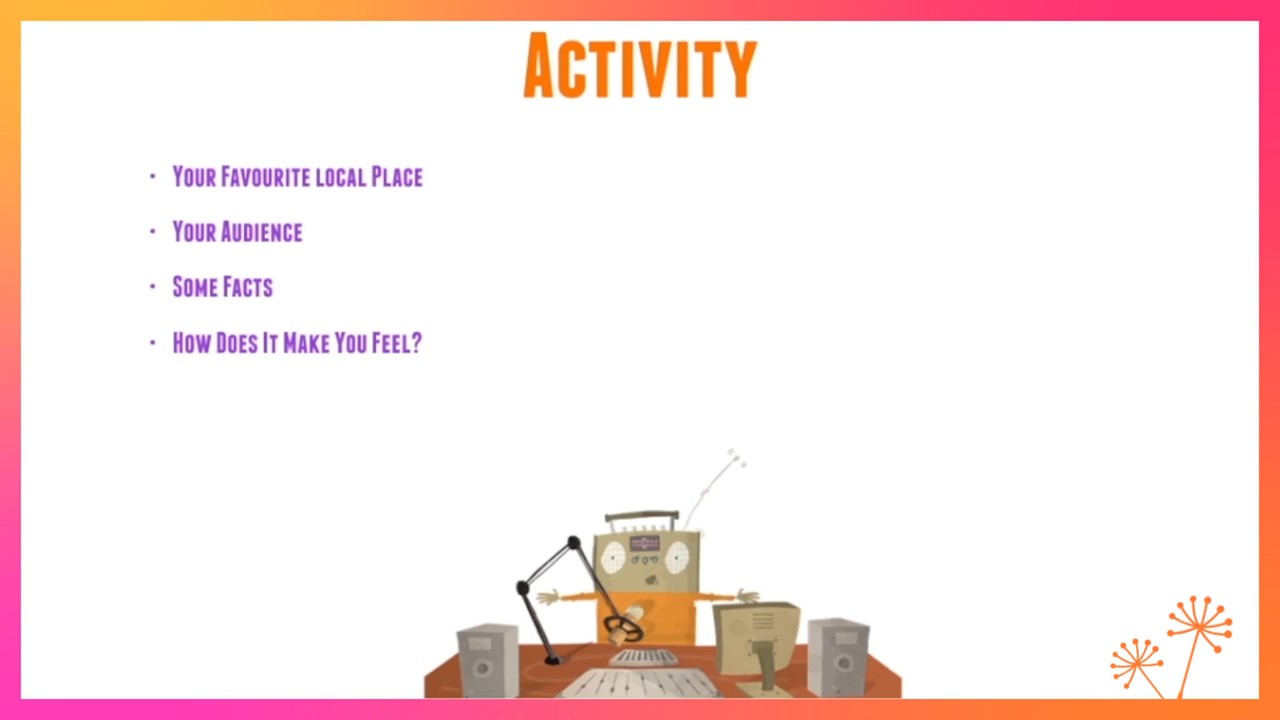 Activity
• Your Favourite local Place
• Your Audience
• Some Facts
• How Does It Make You Feel?